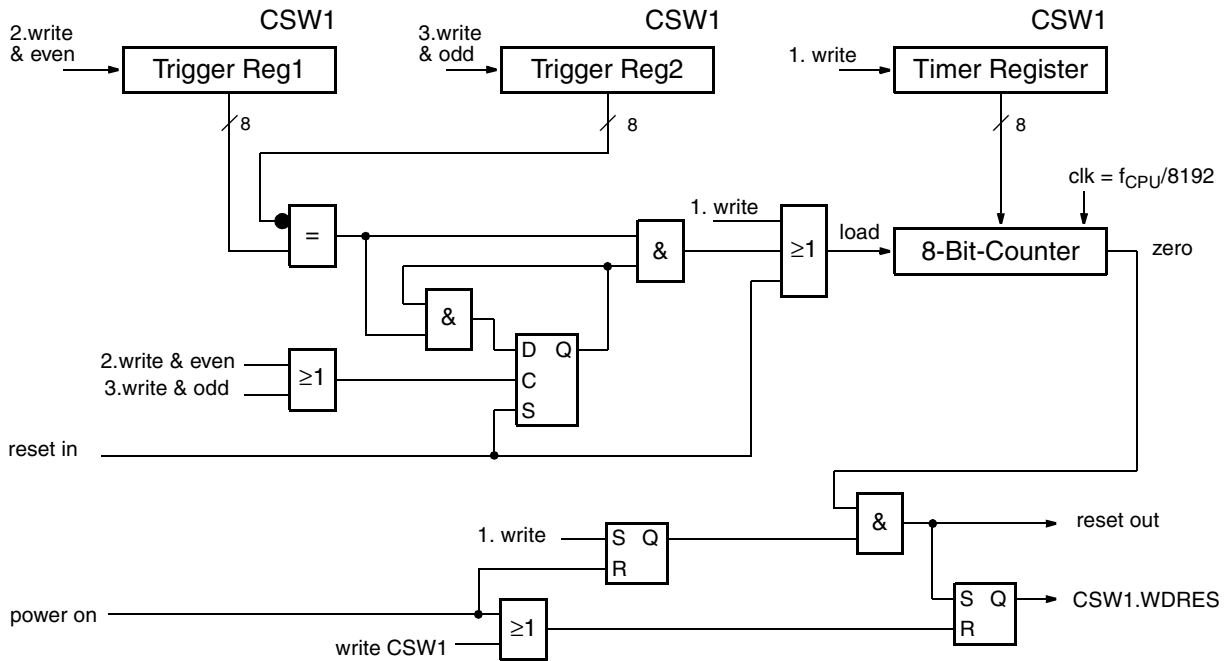 CSW1 CSW1 CSW1
2.write
& even
Trigger Reg1
3.write
& odd
Trigger Reg2
1. write
Timer Register
8
8
8
clk = fCPU/8192
=
&
1. write
≥1
load
8-Bit-Counter
zero
&
D Q
C
S
2.write & even
3.write & odd
≥1
reset in
&
reset out
1. write
S Q
R
power on
≥1
write CSW1
S Q
R
CSW1.WDRES